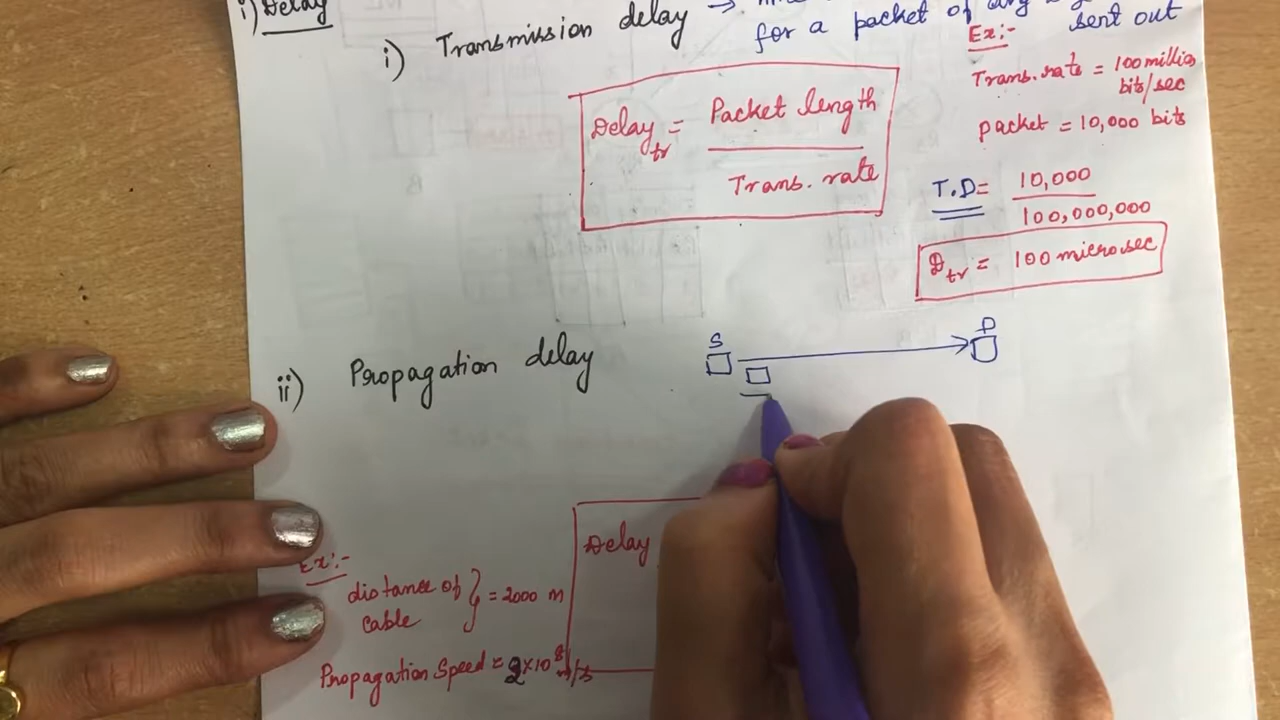 i) Delay
i) Transmission delay →
for a packet of
sent out
Delay tr = Packet length / Trans. rate
Ex:-
Trans. rate = 100 million bits/sec
packet = 10,000 bits
T.D = 10,000 / 100,000,000
D tr = 100 microsec
ii) Propagation delay
S
D
Delay
Ex:-
distance of cable } = 2000 m
Propagation Speed = 2×10⁸ m/s